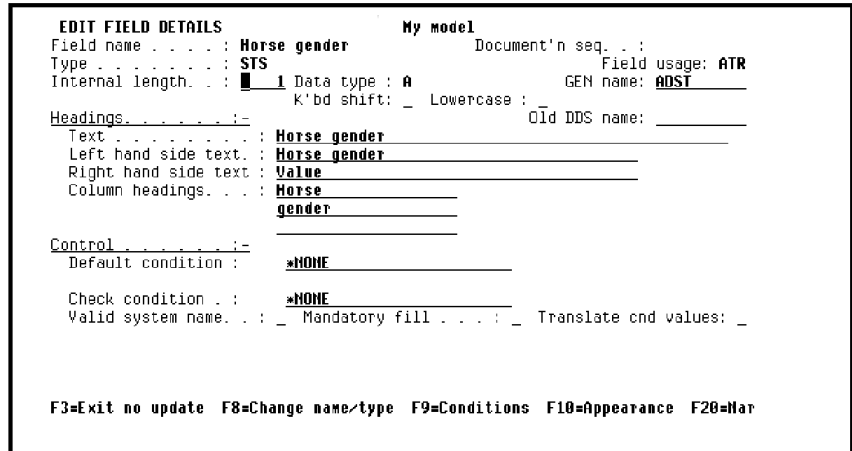 EDIT FIELD DETAILS My model
Field name . . . . : Horse gender Document'n seq. . :
Type . . . . . . . : STS Field usage: ATR
Internal length. . : 1 Data type : A GEN name: ADST
K'bd shift: _ Lowercase : _
Headings. . . . . . :- Old DDS name:
Text . . . . . . . . : Horse gender
Left hand side text. : Horse gender
Right hand side text : Value
Column headings. . . : Horse
gender
Control . . . . . . :-
Default condition : *NONE
Check condition . : *NONE
Valid system name. . : _ Mandatory fill . . . : _ Translate cnd values: _
F3=Exit no update F8=Change name/type F9=Conditions F10=Appearance F20=Nar